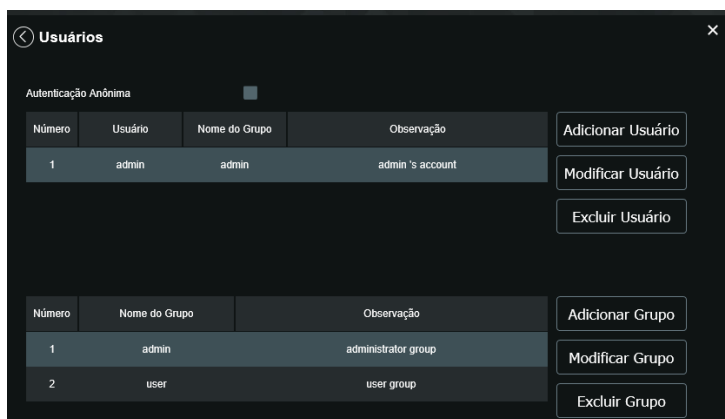 Usuários
Autenticação Anônima
Número Usuário Nome do Grupo Observação
1 admin admin admin 's account
Adicionar Usuário
Modificar Usuário
Excluir Usuário
Número Nome do Grupo Observação
1 admin administrator group
2 user user group
Adicionar Grupo
Modificar Grupo
Excluir Grupo